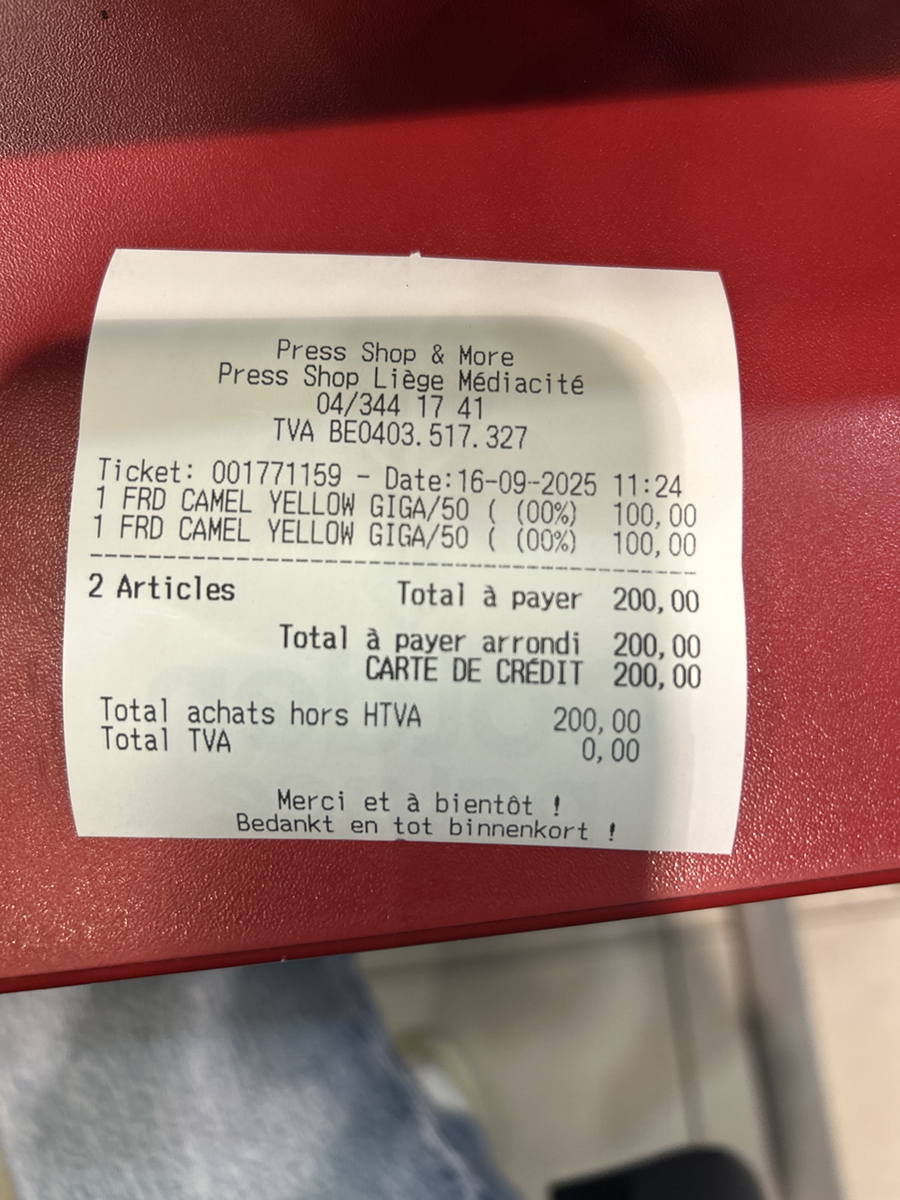 Press Shop & More
Press Shop Liège Médiacité
04/344 17 41
TVA BE0403.517.327
Ticket: 001771159 - Date:16-09-2025 11:24
1 FRD CAMEL YELLOW GIGA/50 ( (00%) 100,00
1 FRD CAMEL YELLOW GIGA/50 ( (00%) 100,00
2 Articles Total à payer 200,00
Total à payer arrondi 200,00
CARTE DE CRÉDIT 200,00
Total achats hors HTVA 200,00
Total TVA 0,00
Merci et à bientôt !
Bedankt en tot binnenkort !